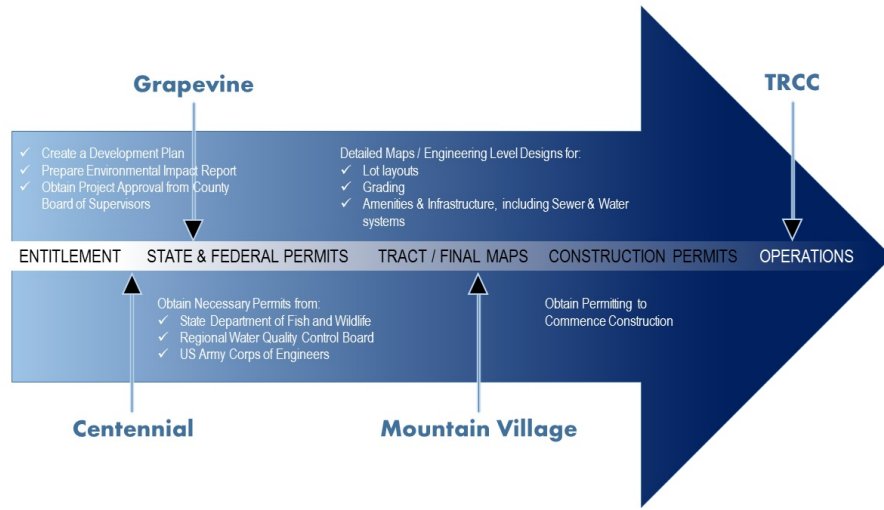 Grapevine
TRCC
✓ Create a Development Plan
✓ Prepare Environmental Impact Report
✓ Obtain Project Approval from County
Board of Supervisors
Detailed Maps / Engineering Level Designs for:
✓ Lot layouts
✓ Grading
✓ Amenities & Infrastructure, including Sewer & Water
systems
ENTITLEMENT
STATE & FEDERAL PERMITS
TRACT / FINAL MAPS
CONSTRUCTION PERMITS
OPERATIONS
Obtain Necessary Permits from:
✓ State Department of Fish and Wildlife
✓ Regional Water Quality Control Board
✓ US Army Corps of Engineers
Obtain Permitting to
Commence Construction
Centennial
Mountain Village